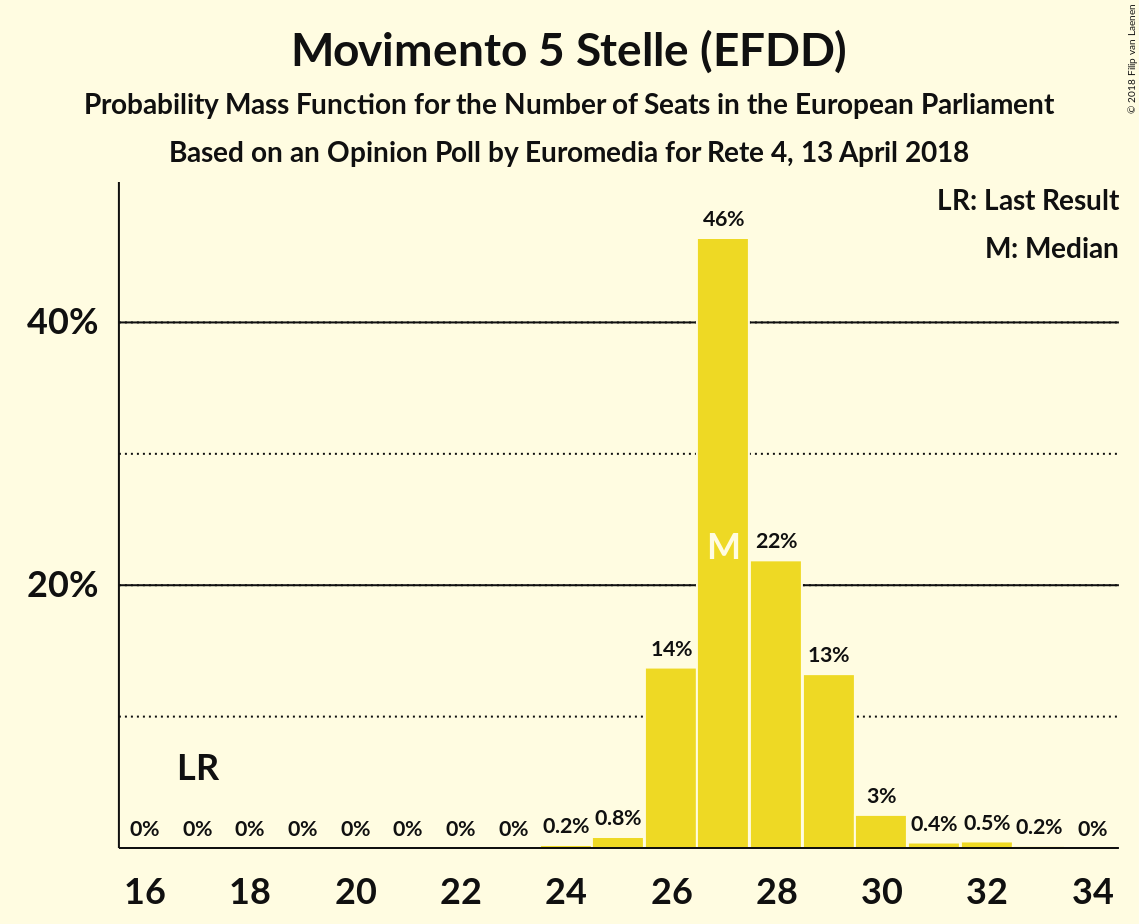 Movimento 5 Stelle (EFDD)
Probability Mass Function for the Number of Seats in the European Parliament
Based on an Opinion Poll by Euromedia for Rete 4, 13 April 2018
© 2018 Filip van Laenen
LR: Last Result
M: Median
46%
40%
M
22%
20%
14%
13%
LR
3%
0% 0% 0% 0% 0% 0% 0% 0% 0.2% 0.8% 0.4% 0.5% 0.2% 0%
16 18 20 22 24 26 28 30 32 34